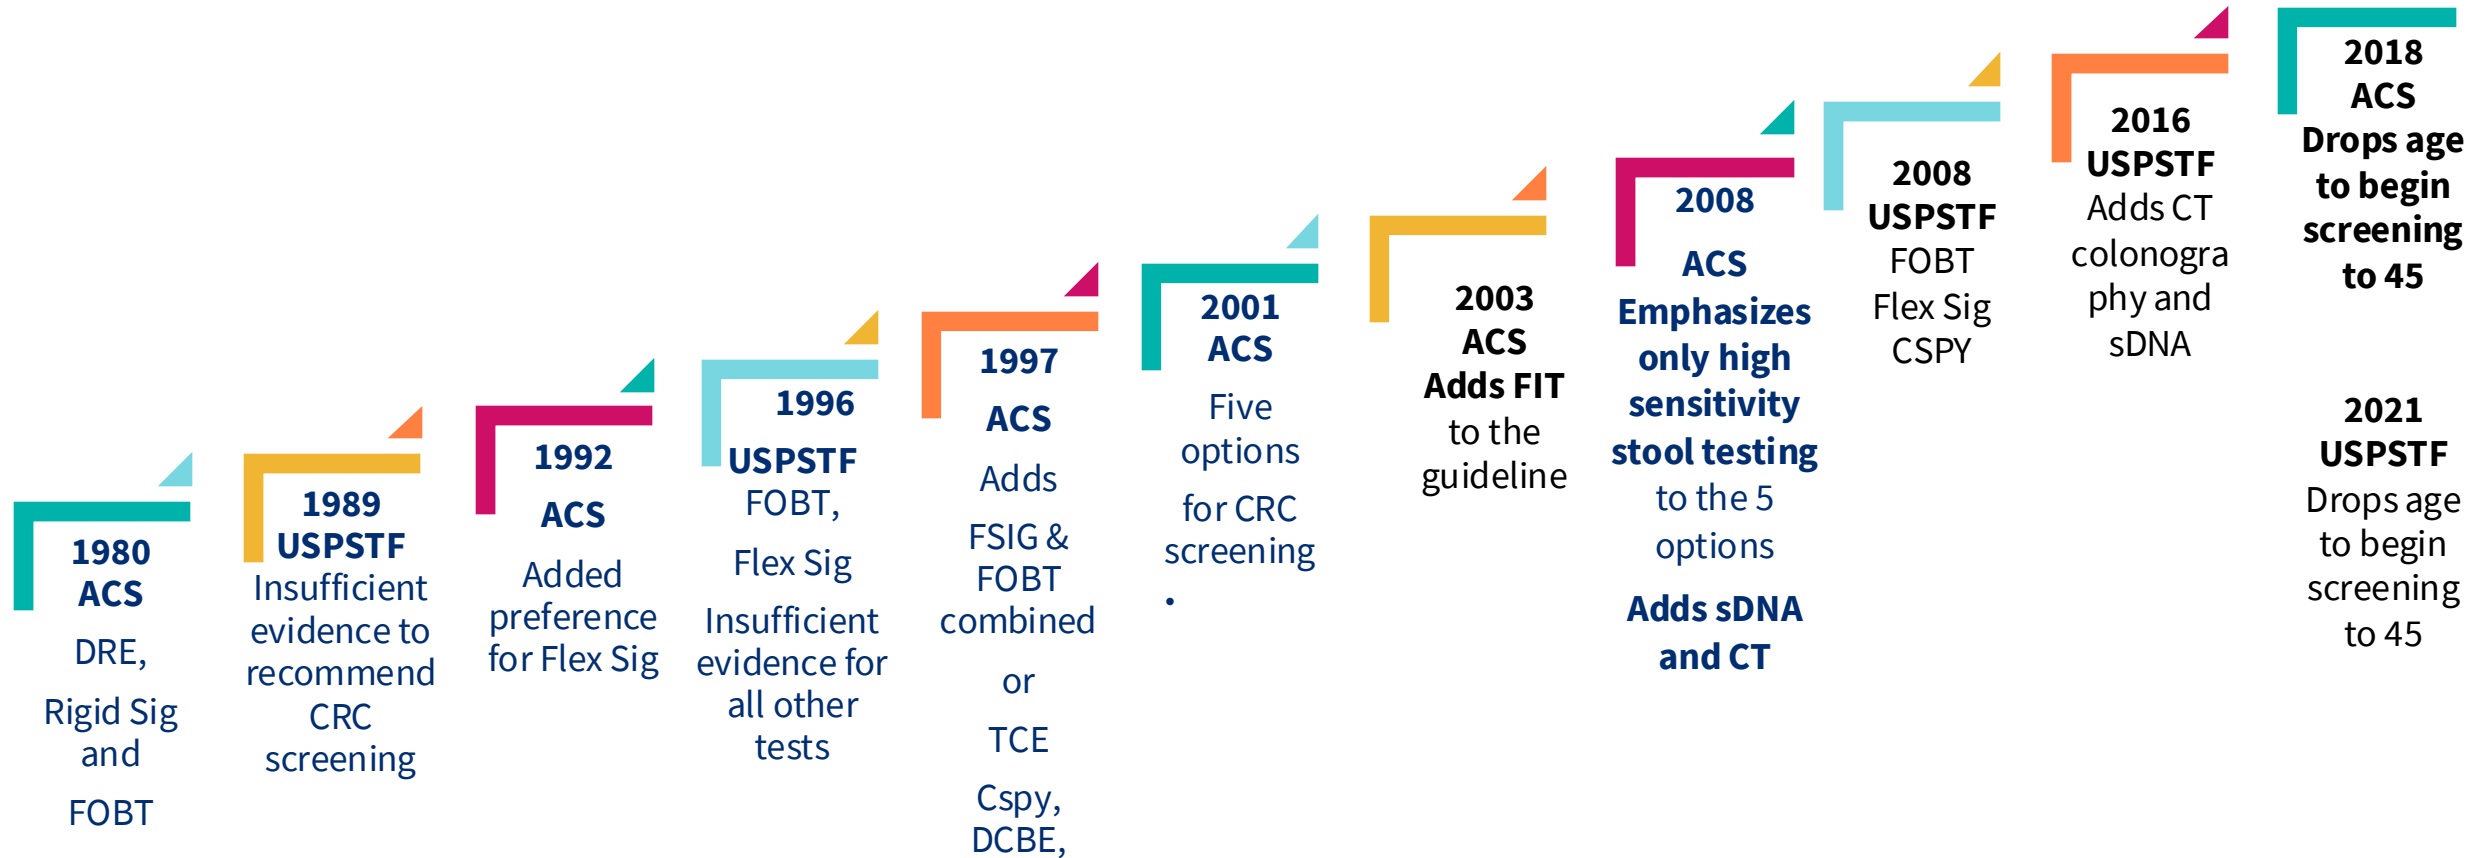 1980
ACS
DRE,
Rigid Sig
and
FOBT
1989
USPSTF
Insufficient
evidence to
recommend
CRC
screening
1992
ACS
Added
preference
for Flex Sig
1996
USPSTF
FOBT,
Flex Sig
Insufficient
evidence for
all other
tests
1997
ACS
Adds
FSIG &
FOBT
combined
or
TCE
Cspy,
DCBE,
2001
ACS
Five
options
for CRC
screening
.
2003
ACS
Adds FIT
to the
guideline
2008
ACS
Emphasizes
only high
sensitivity
stool testing
to the 5
options
Adds sDNA
and CT
2008
USPSTF
FOBT
Flex Sig
CSPY
2016
USPSTF
Adds CT
colonogra
phy and
sDNA
2018
ACS
Drops age
to begin
screening
to 45
2021
USPSTF
Drops age
to begin
screening
to 45